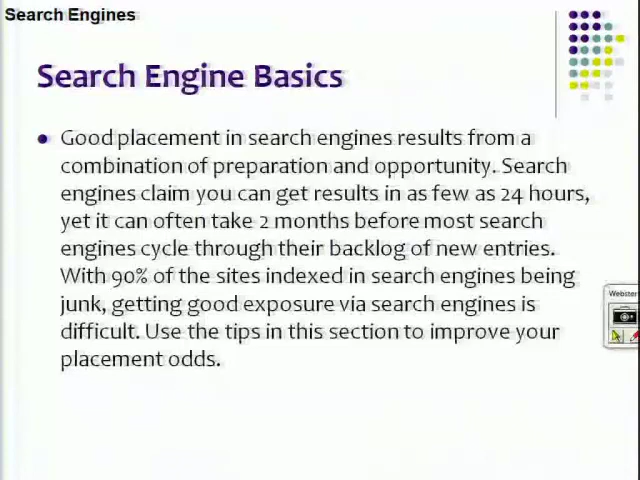 Search Engines
Search Engine Basics
Good placement in search engines results from a
combination of preparation and opportunity. Search
engines claim you can get results in as few as 24 hours,
yet it can often take 2 months before most search
engines cycle through their backlog of new entries.
With 90% of the sites indexed in search engines being
junk, getting good exposure via search engines is
difficult. Use the tips in this section to improve your
placement odds.
Webster